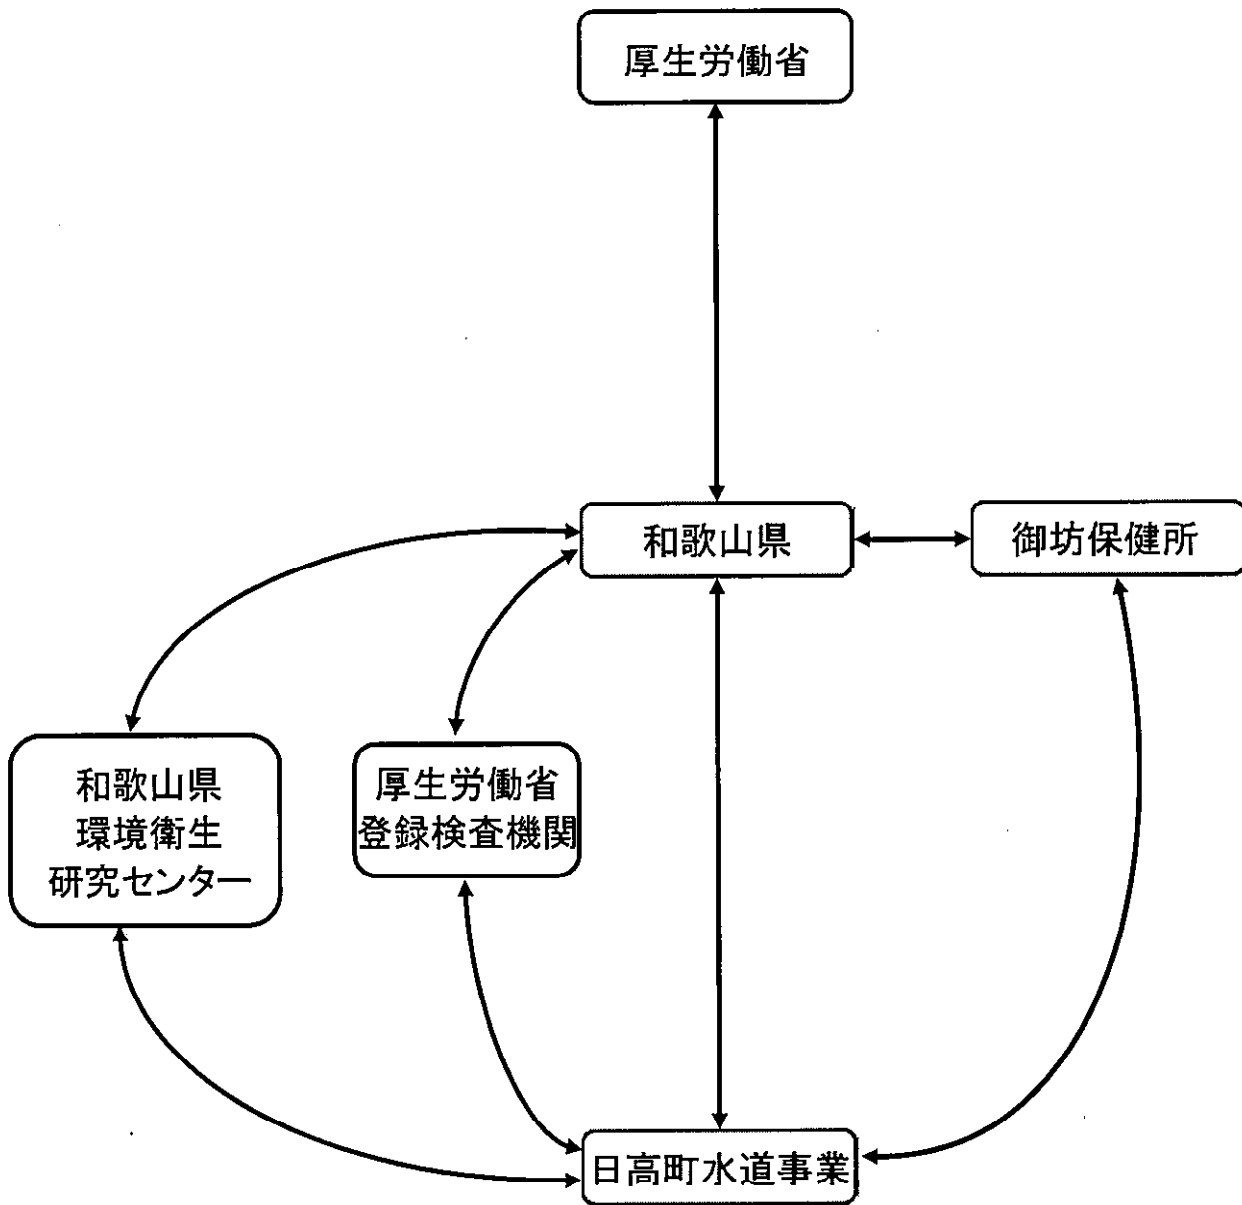 厚生労働省
和歌山県
御坊保健所
和歌山県
環境衛生
研究センター
厚生労働省
登録検査機関
日高町水道事業